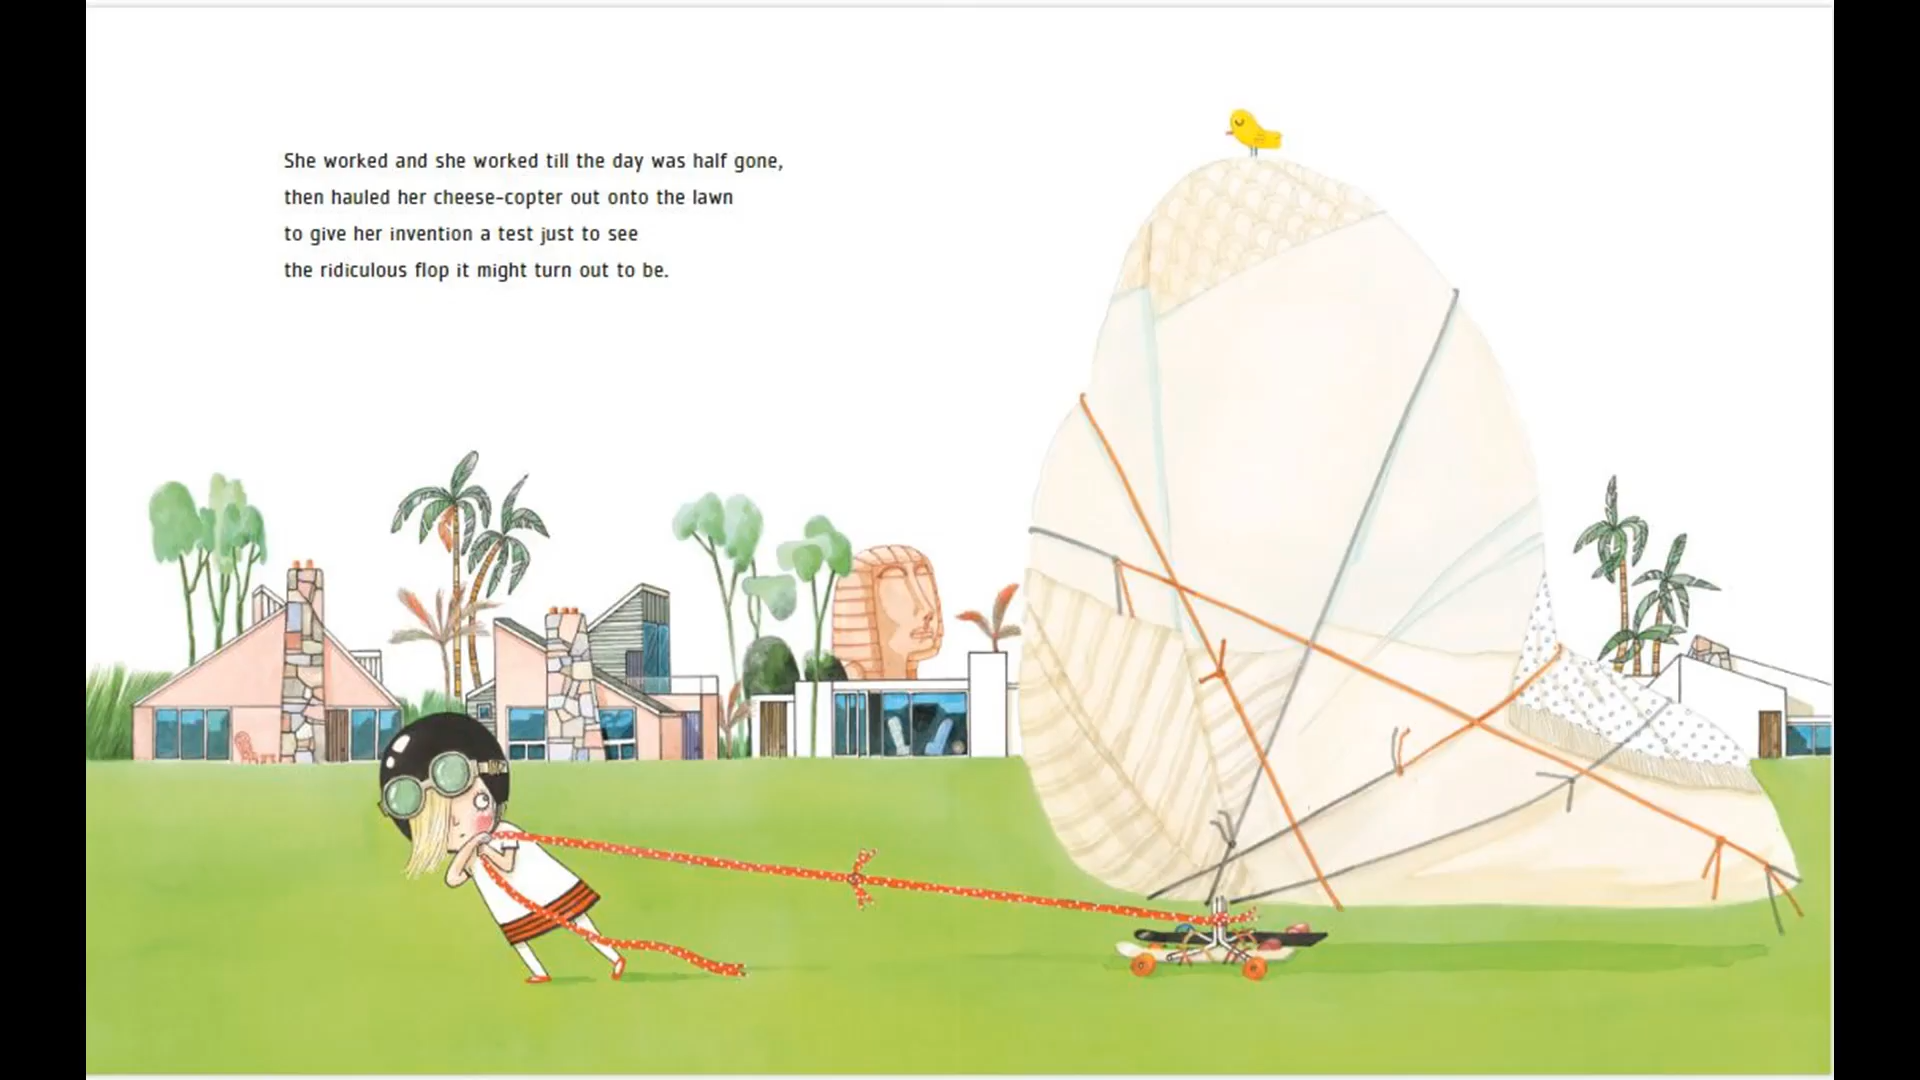 She worked and she worked till the day was half gone,
then hauled her cheese-copter out onto the lawn
to give her invention a test just to see
the ridiculous flop it might turn out to be.